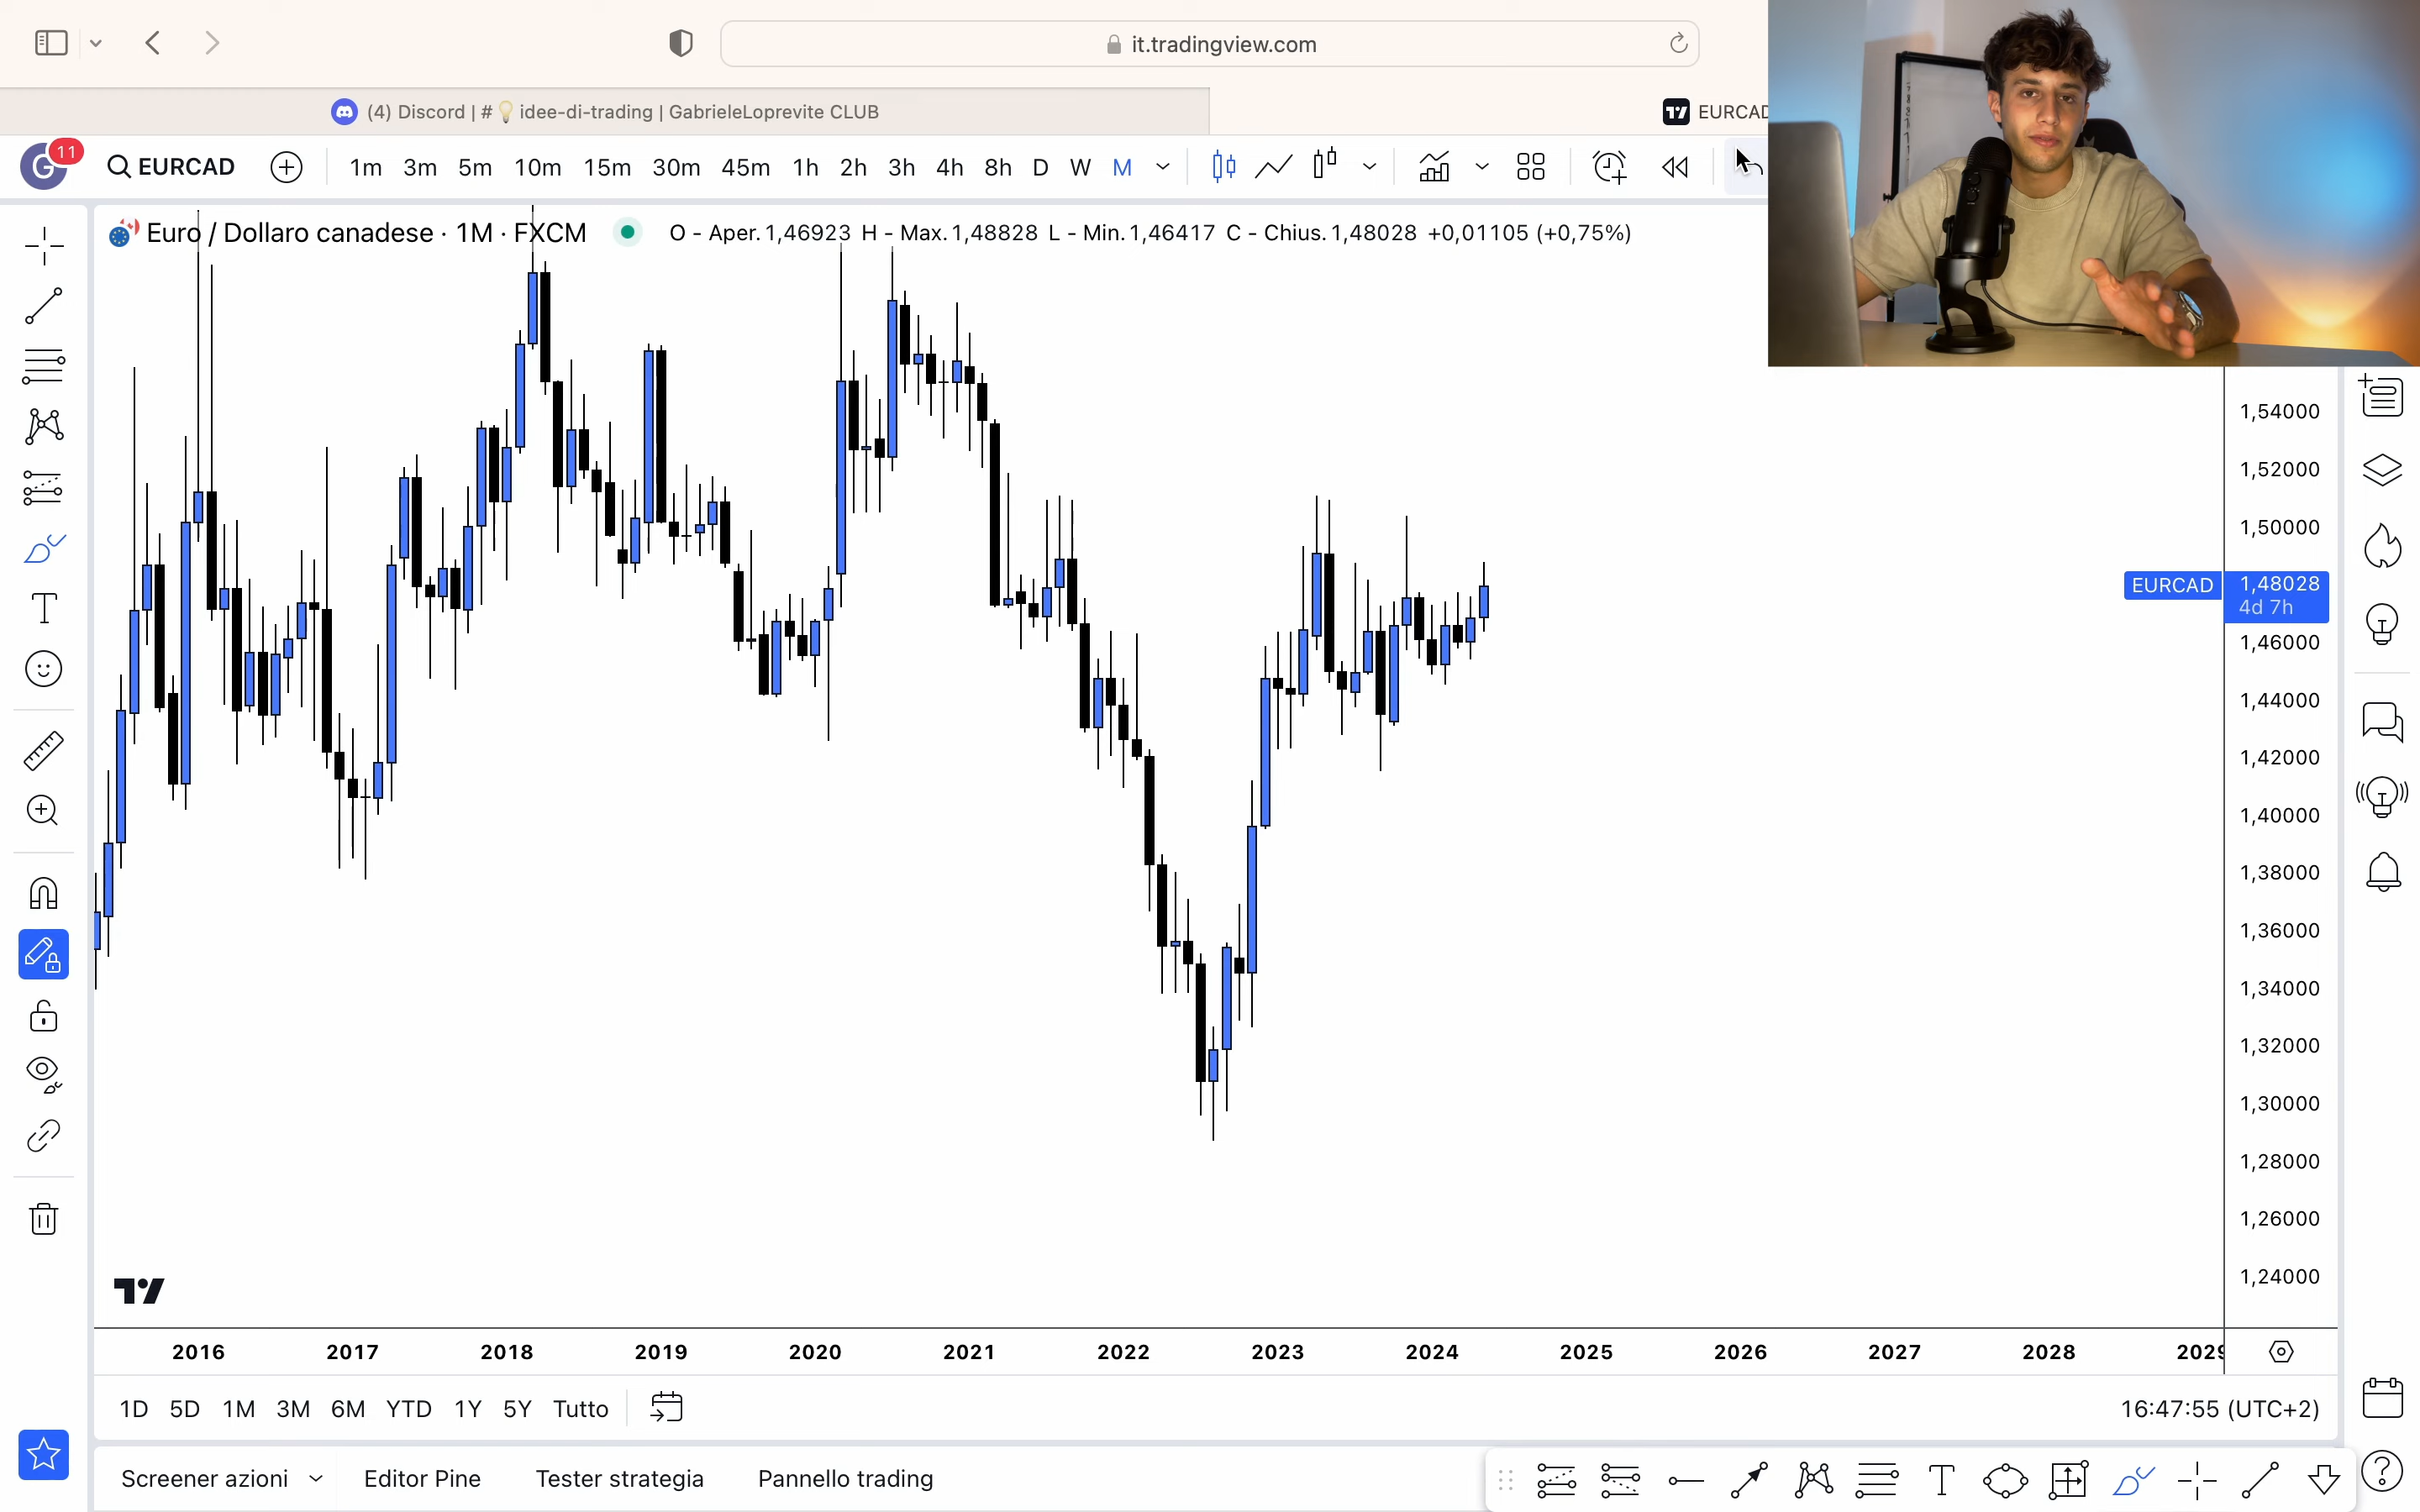 it.tradingview.com
(4) Discord | # idee-di-trading | GabrieleLoprevite CLUB
EURCAD
G 11 EURCAD 1m 3m 5m 10m 15m 30m 45m 1h 2h 3h 4h 8h D W M
Euro / Dollaro canadese · 1M · FXCM O - Aper. 1,46923 H - Max. 1,48828 L - Min. 1,46417 C - Chius. 1,48028 +0,01105 (+0,75%)
1,54000
1,52000
1,50000
EURCAD 1,48028
4d 7h
1,46000
1,44000
1,42000
1,40000
1,38000
1,36000
1,34000
1,32000
1,30000
1,28000
1,26000
1,24000
2016 2017 2018 2019 2020 2021 2022 2023 2024 2025 2026 2027 2028 2029
1D 5D 1M 3M 6M YTD 1Y 5Y Tutto 16:47:55 (UTC+2)
Screener azioni Editor Pine Tester strategia Pannello trading